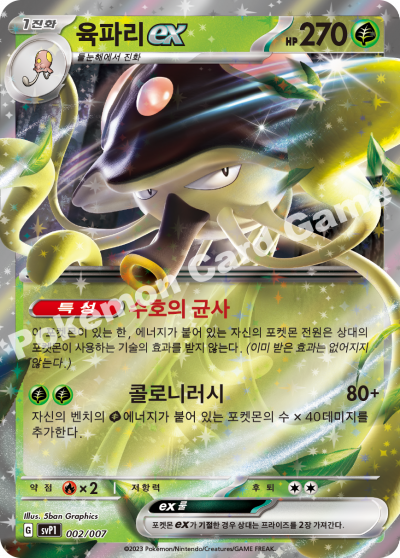 1진화
육파리ex
HP 270
들눈해에서 진화
Pokémon Card Game
특성 수호의 균사
이 포켓몬이 있는 한, 에너지가 붙어 있는 자신의 포켓몬 전원은 상대의
포켓몬이 사용하는 기술의 효과를 받지 않는다. (이미 받은 효과는 없어지지
않는다.)
콜로니러시 80+
자신의 벤치의 에너지가 붙어 있는 포켓몬의 수 × 40데미지를
추가한다.
약점 ×2 저항력 후퇴
Illus. 5ban Graphics
G svP1 002/007
ex 룰
포켓몬 ex가 기절한 경우 상대는 프라이즈를 2장 가져간다.
©2023 Pokémon/Nintendo/Creatures/GAME FREAK.